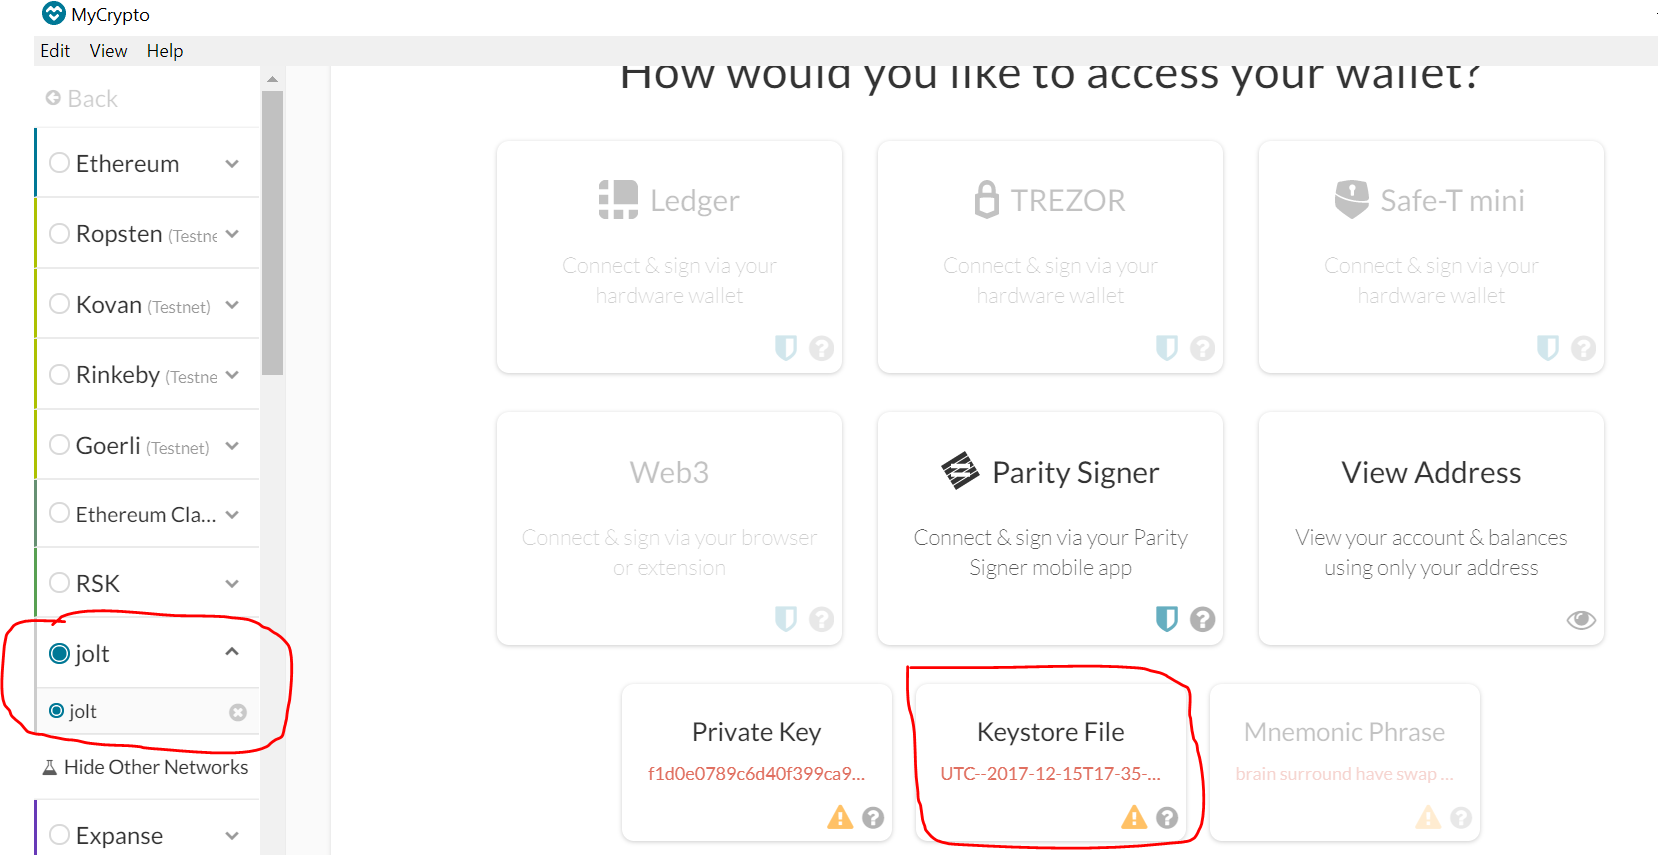 MyCrypto
Edit View Help
Back
Ethereum
Ropsten (Testne
Kovan (Testnet)
Rinkeby (Testne
Goerli (Testnet)
Ethereum Cla...
RSK
jolt
jolt
Hide Other Networks
Expanse
How would you like to access your wallet?
Ledger
Connect & sign via your
hardware wallet
TREZOR
Connect & sign via your
hardware wallet
Safe-T mini
Connect & sign via your
hardware wallet
Web3
Connect & sign via your browser
or extension
Parity Signer
Connect & sign via your Parity
Signer mobile app
View Address
View your account & balances
using only your address
Private Key
f1d0e0789c6d40f399ca9...
Keystore File
UTC--2017-12-15T17-35-...
Mnemonic Phrase
brain surround have swap ...